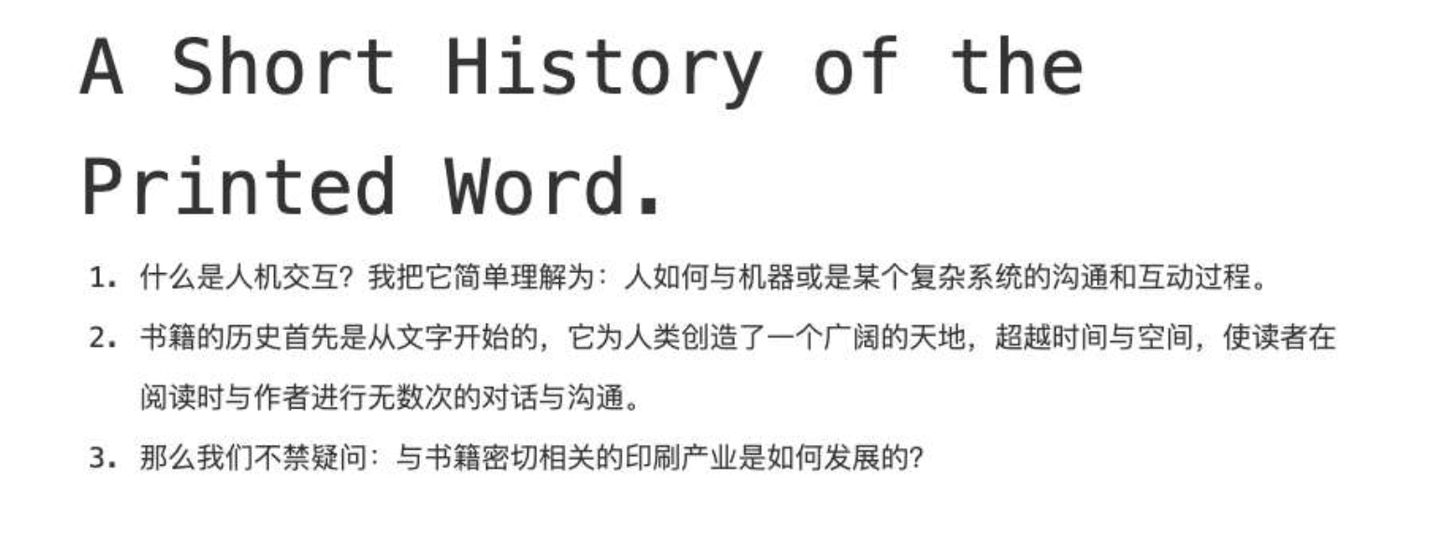 A Short History of the
Printed Word.
1. 什么是人机交互？我把它简单理解为：人如何与机器或是某个复杂系统的沟通和互动过程。
2. 书籍的历史首先是从文字开始的，它为人类创造了一个广阔的天地，超越时间与空间，使读者在
阅读时与作者进行无数次的对话与沟通。
3. 那么我们不禁疑问：与书籍密切相关的印刷产业是如何发展的？